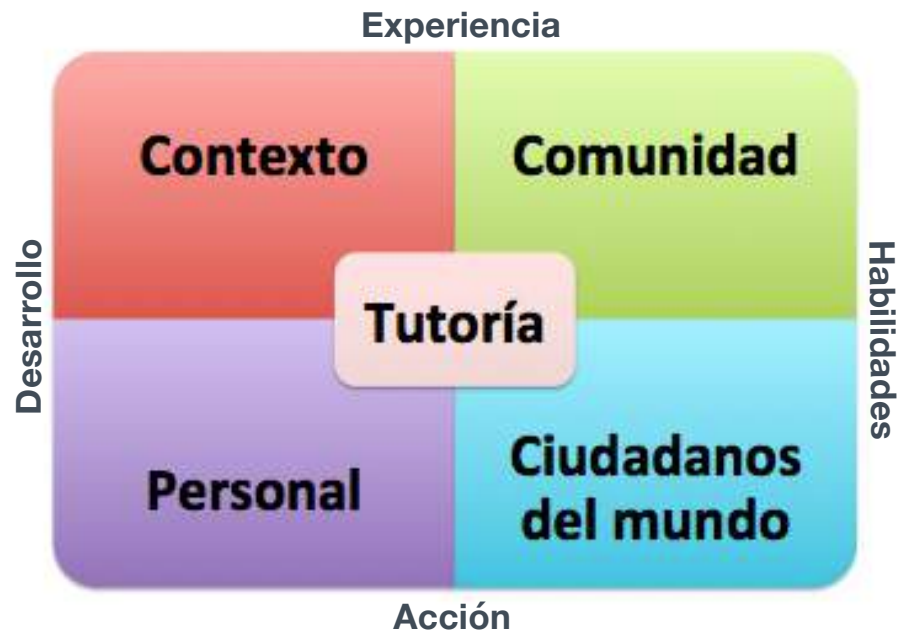 Experiencia
Contexto
Comunidad
Desarrollo
Tutoría
Habilidades
Personal
Ciudadanos
del mundo
Acción